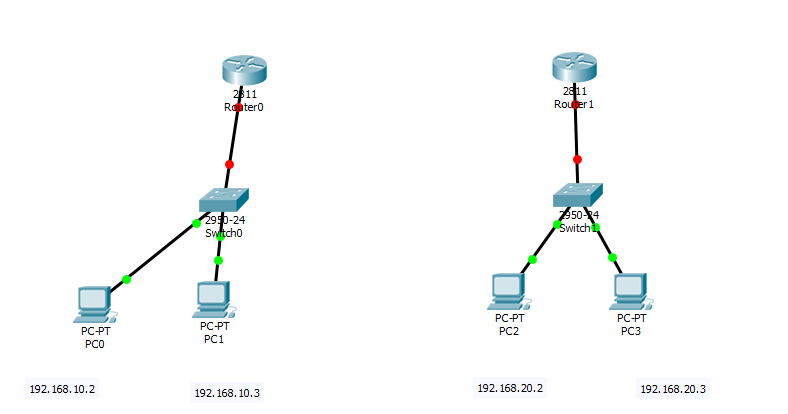 2811
Router0
2811
Router1
2950-24
Switch0
2950-24
Switch1
PC-PT
PC0
PC-PT
PC1
PC-PT
PC2
PC-PT
PC3
192.168.10.2
192.168.10.3
192.168.20.2
192.168.20.3